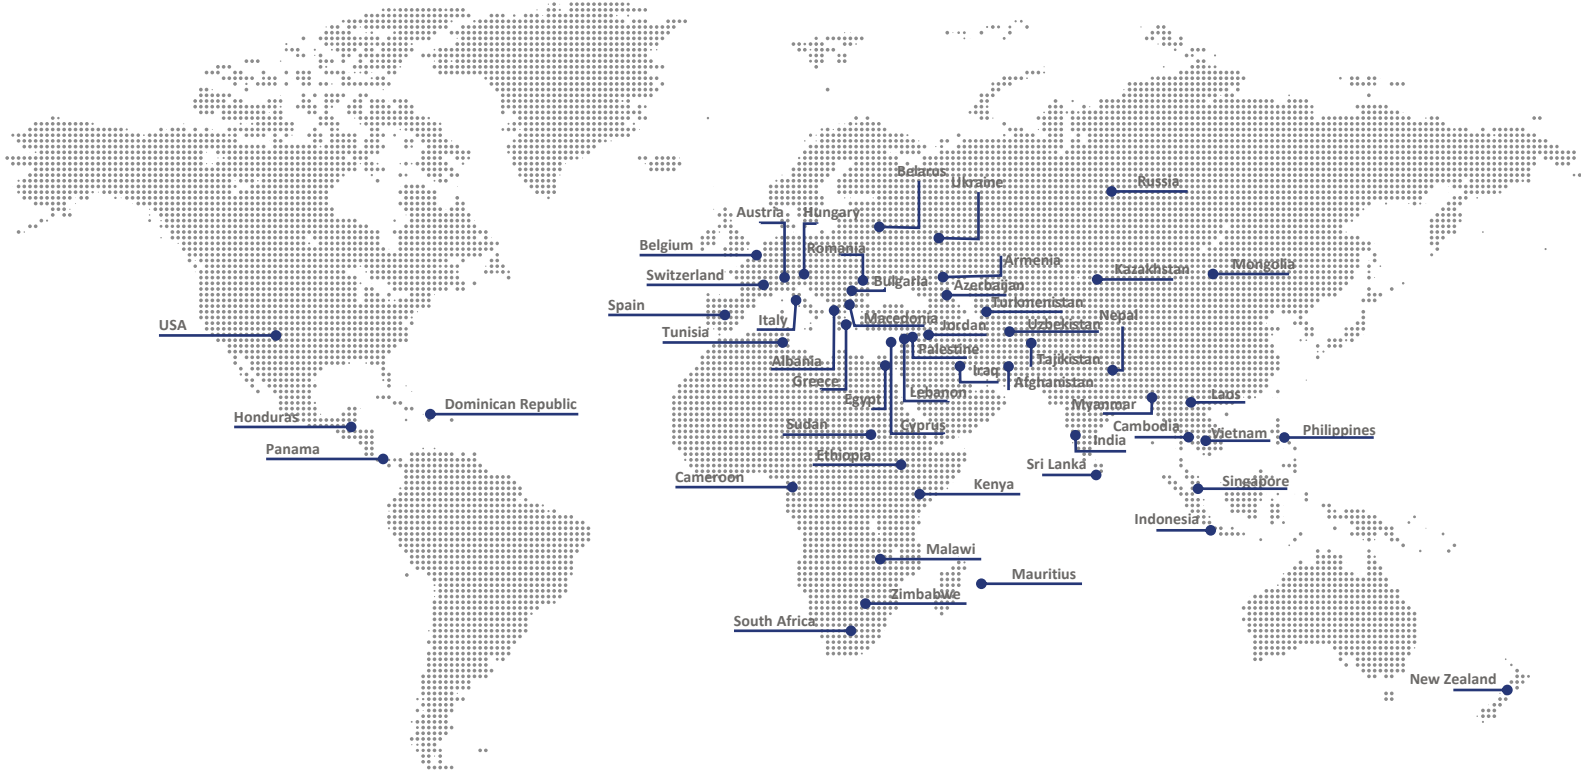 Belarus
Ukraine
Russia
Austria
Hungary
Belgium
Romania
Armenia
Kazakhstan
Mongolia
Switzerland
Bulgaria
Azerbaijan
Turkmenistan
Spain
Italy
Macedonia
Nepal
USA
Tunisia
Jordan
Uzbekistan
Palestine
Albania
Tajikistan
Iraq
Greece
Afghanistan
Lebanon
Egypt
Laos
Myanmar
Dominican Republic
Honduras
Sudan
Cyprus
Cambodia
Vietnam
Philippines
India
Panama
Ethiopia
Sri Lanka
Cameroon
Kenya
Singapore
Indonesia
Malawi
Mauritius
Zimbabwe
South Africa
New Zealand